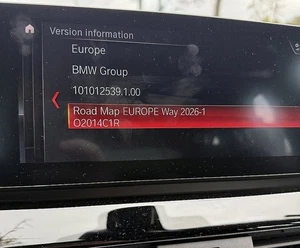 Version information
Europe
BMW Group
101012539.1.00
Road Map EUROPE Way 2026-1
O2014C1R